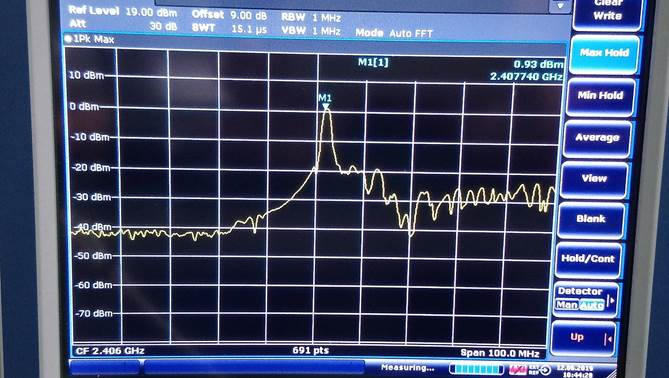 Ref Level 19.00 dBm Offset 9.00 dB RBW 1 MHz
Att 30 dB SWT 15.1 µs VBW 1 MHz Mode Auto FFT
1Pk Max
M1[1] 0.93 dBm
2.407740 GHz
M1
10 dBm
0 dBm
-10 dBm
-20 dBm
-30 dBm
-40 dBm
-50 dBm
-60 dBm
-70 dBm
CF 2.406 GHz 691 pts Span 100.0 MHz
Measuring...
Clear
Write
Max Hold
Min Hold
Average
View
Blank
Hold/Cont
Detector
Man Auto
Up